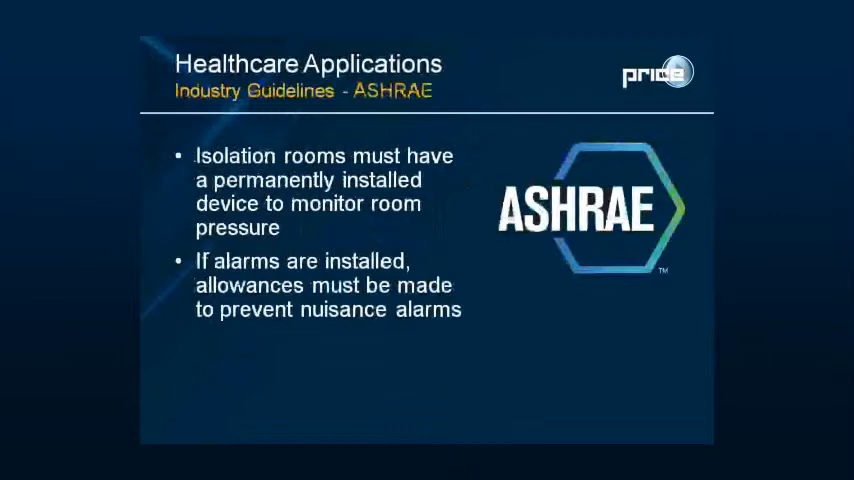 Healthcare Applications
Industry Guidelines - ASHRAE
price
• Isolation rooms must have
a permanently installed
device to monitor room
pressure
• If alarms are installed,
allowances must be made
to prevent nuisance alarms
ASHRAE
TM